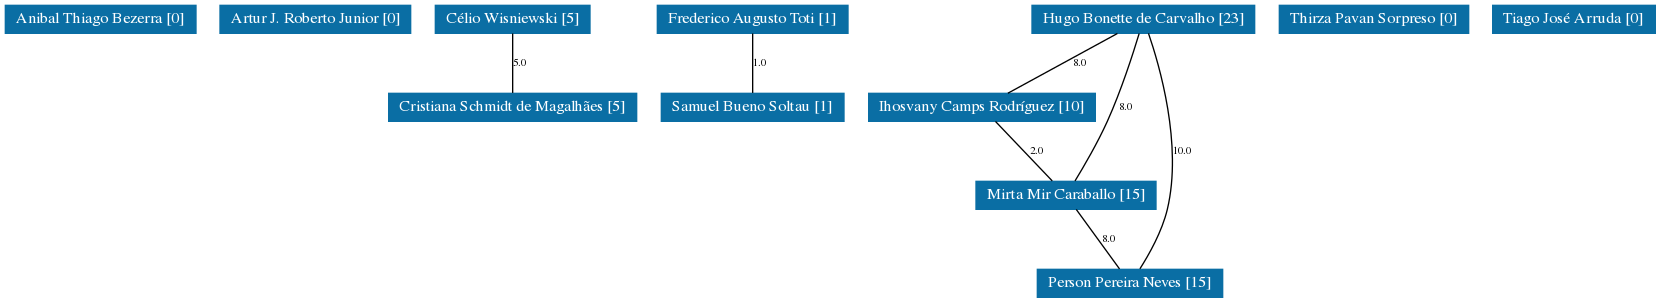 Anibal Thiago Bezerra [0]
Artur J. Roberto Junior [0]
Célio Wisniewski [5]
Frederico Augusto Toti [1]
Hugo Bonette de Carvalho [23]
Thirza Pavan Sorpreso [0]
Tiago José Arruda [0]
5.0
1.0
8.0
Cristiana Schmidt de Magalhães [5]
Samuel Bueno Soltau [1]
Ihosvany Camps Rodríguez [10]
8.0
2.0
10.0
Mirta Mir Caraballo [15]
8.0
Person Pereira Neves [15]